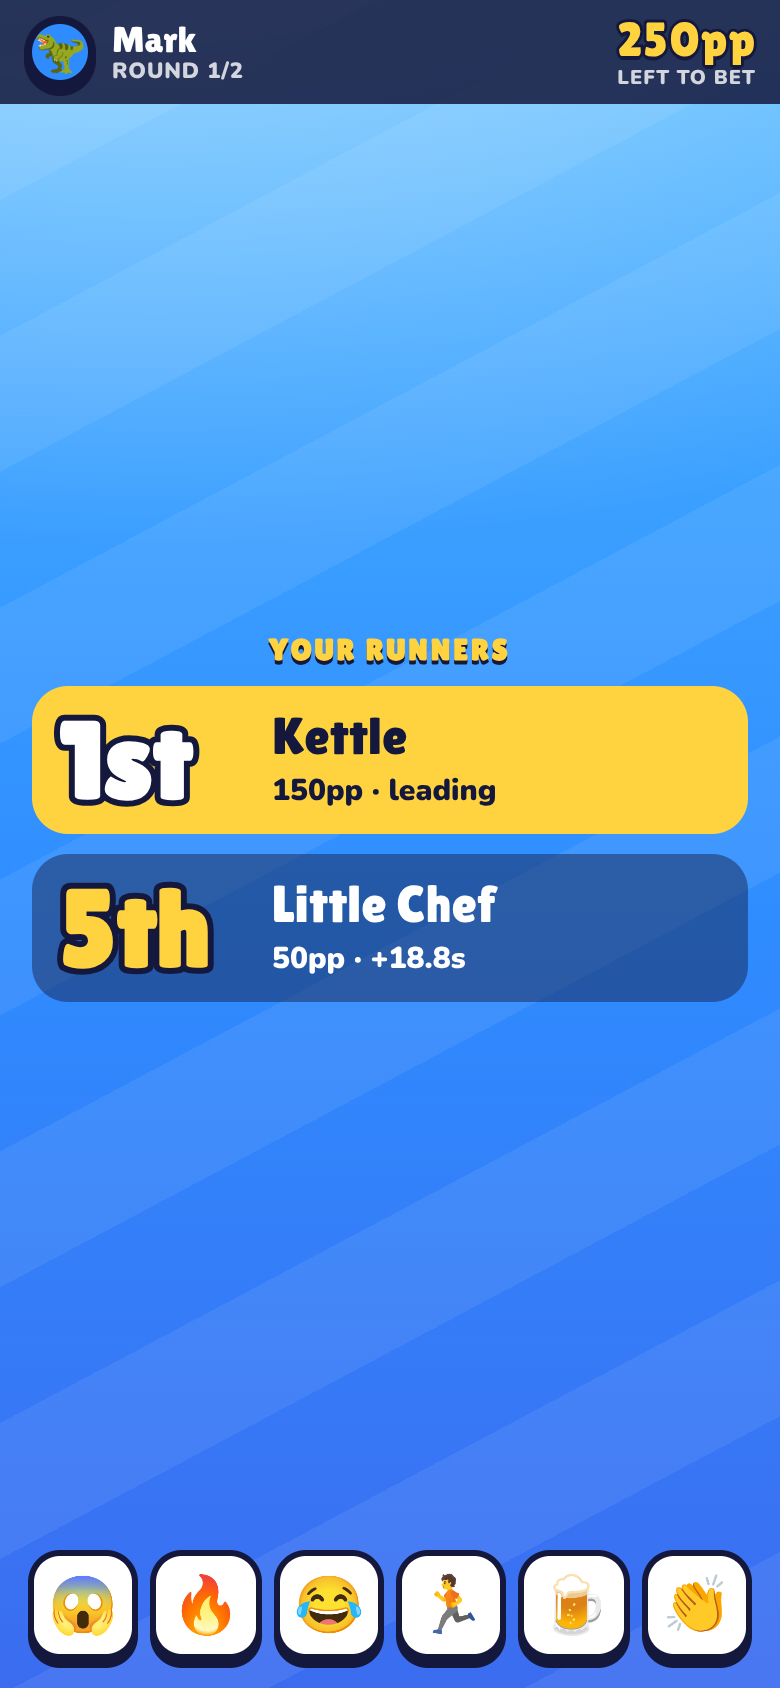 Mark
ROUND 1/2
250pp
LEFT TO BET
YOUR RUNNERS
1st
Kettle
150pp · leading
5th
Little Chef
50pp · +18.8s